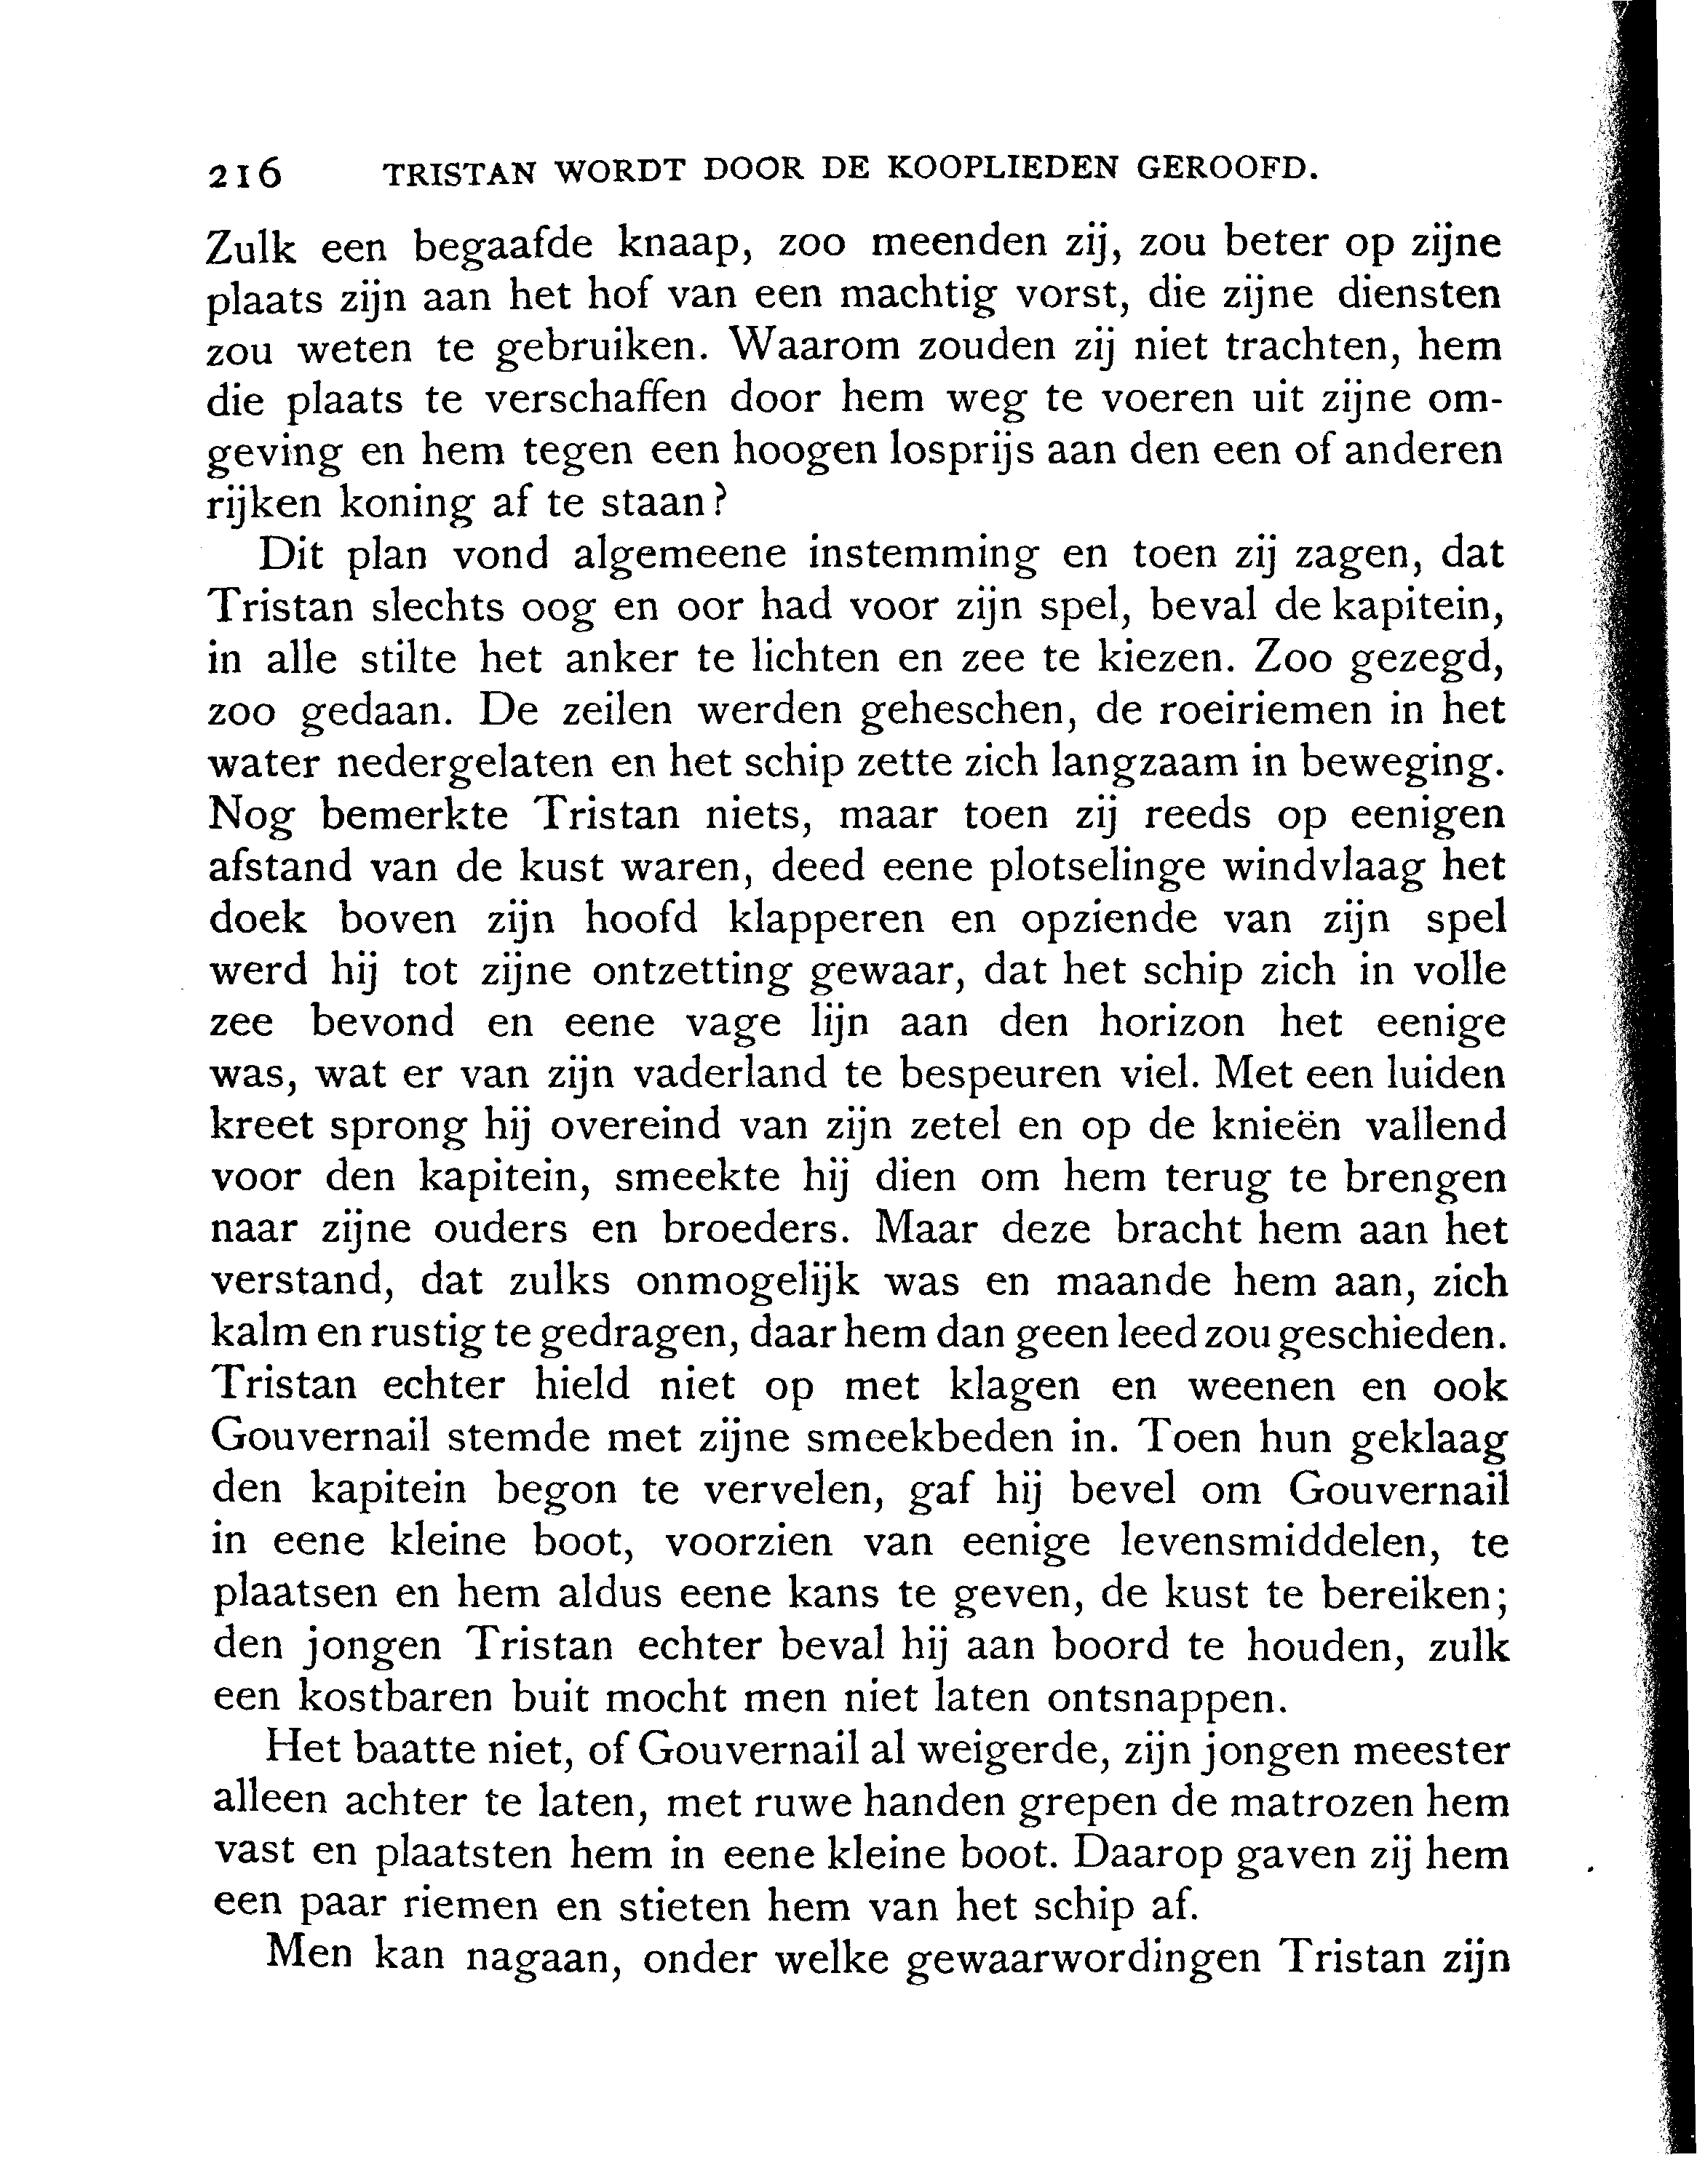 216 TRISTAN WORDT DOOR DE KOOPLIEDEN GEROOFD.
Zulk een begaafde knaap, zoo meenden zij, zou beter op zijne
plaats zijn aan het hof van een machtig vorst, die zijne diensten
zou weten te gebruiken. Waarom zouden zij niet trachten, hem
die plaats te verschaffen door hem weg te voeren uit zijne om-
geving en hem tegen een hoogen losprijs aan den een of anderen
rijken koning af te staan?
Dit plan vond algemeene instemming en toen zij zagen, dat
Tristan slechts oog en oor had voor zijn spel, beval de kapitein,
in alle stilte het anker te lichten en zee te kiezen. Zoo gezegd,
zoo gedaan. De zeilen werden geheschen, de roeiriemen in het
water nedergelaten en het schip zette zich langzaam in beweging.
Nog bemerkte Tristan niets, maar toen zij reeds op eenigen
afstand van de kust waren, deed eene plotselinge windvlaag het
doek boven zijn hoofd klapperen en opziende van zijn spel
werd hij tot zijne ontzetting gewaar, dat het schip zich in volle
zee bevond en eene vage lijn aan den horizon het eenige
was, wat er van zijn vaderland te bespeuren viel. Met een luiden
kreet sprong hij overeind van zijn zetel en op de knieën vallend
voor den kapitein, smeekte hij dien om hem terug te brengen
naar zijne ouders en broeders. Maar deze bracht hem aan het
verstand, dat zulks onmogelijk was en maande hem aan, zich
kalm en rustig te gedragen, daar hem dan geen leed zou geschieden.
Tristan echter hield niet op met klagen en weenen en ook
Gouvernail stemde met zijne smeekbeden in. Toen hun geklaag
den kapitein begon te vervelen, gaf hij bevel om Gouvernail
in eene kleine boot, voorzien van eenige levensmiddelen, te
plaatsen en hem aldus eene kans te geven, de kust te bereiken;
den jongen Tristan echter beval hij aan boord te houden, zulk
een kostbaren buit mocht men niet laten ontsnappen.
Het baatte niet, of Gouvernail al weigerde, zijn jongen meester
alleen achter te laten, met ruwe handen grepen de matrozen hem
vast en plaatsten hem in eene kleine boot. Daarop gaven zij hem
een paar riemen en stieten hem van het schip af.
Men kan nagaan, onder welke gewaarwordingen Tristan zijn